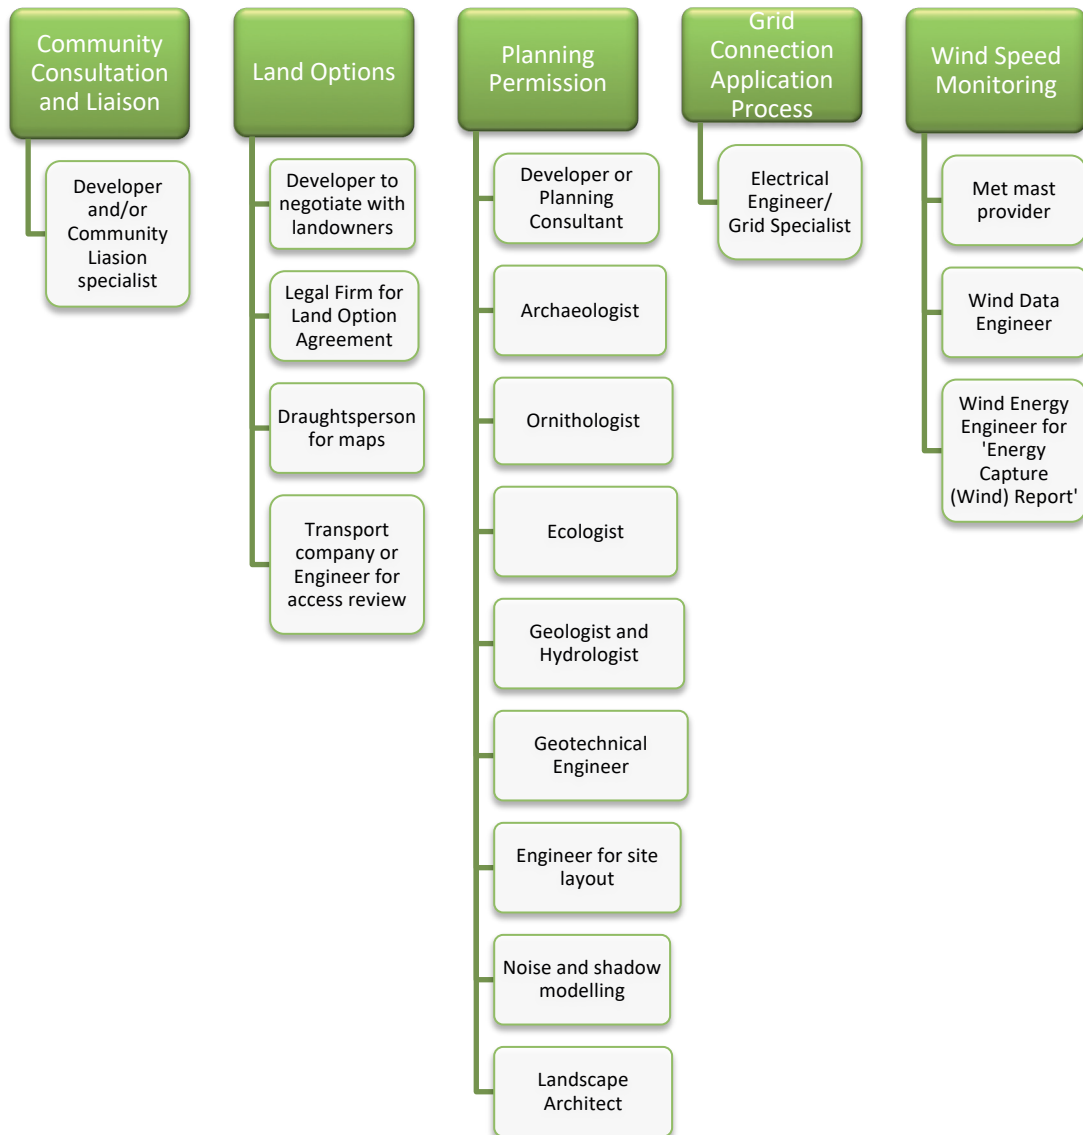 Community
Consultation
and Liaison
Developer
and/or
Community
Liasion
specialist
Land Options
Developer to
negotiate with
landowners
Legal Firm for
Land Option
Agreement
Draughtsperson
for maps
Transport
company or
Engineer for
access review
Planning
Permission
Developer or
Planning
Consultant
Archaeologist
Ornithologist
Ecologist
Geologist and
Hydrologist
Geotechnical
Engineer
Engineer for site
layout
Noise and shadow
modelling
Landscape
Architect
Grid
Connection
Application
Process
Electrical
Engineer/
Grid Specialist
Wind Speed
Monitoring
Met mast
provider
Wind Data
Engineer
Wind Energy
Engineer for
'Energy
Capture
(Wind) Report'